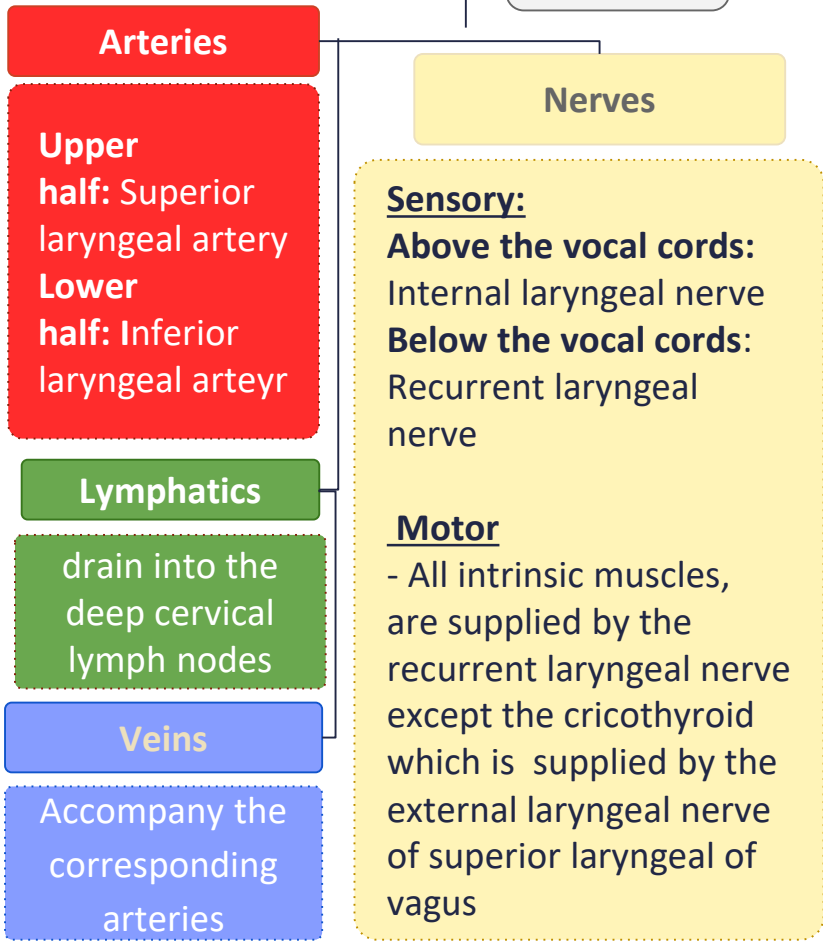 Arteries
Upper
half: Superior
laryngeal artery
Lower
half: Inferior
laryngeal arteyr
Lymphatics
drain into the
deep cervical
lymph nodes
Veins
Accompany the
corresponding
arteries
Nerves
Sensory:
Above the vocal cords:
Internal laryngeal nerve
Below the vocal cords:
Recurrent laryngeal
nerve
Motor
- All intrinsic muscles,
are supplied by the
recurrent laryngeal nerve
except the cricothyroid
which is  supplied by the
external laryngeal nerve
of superior laryngeal of
vagus